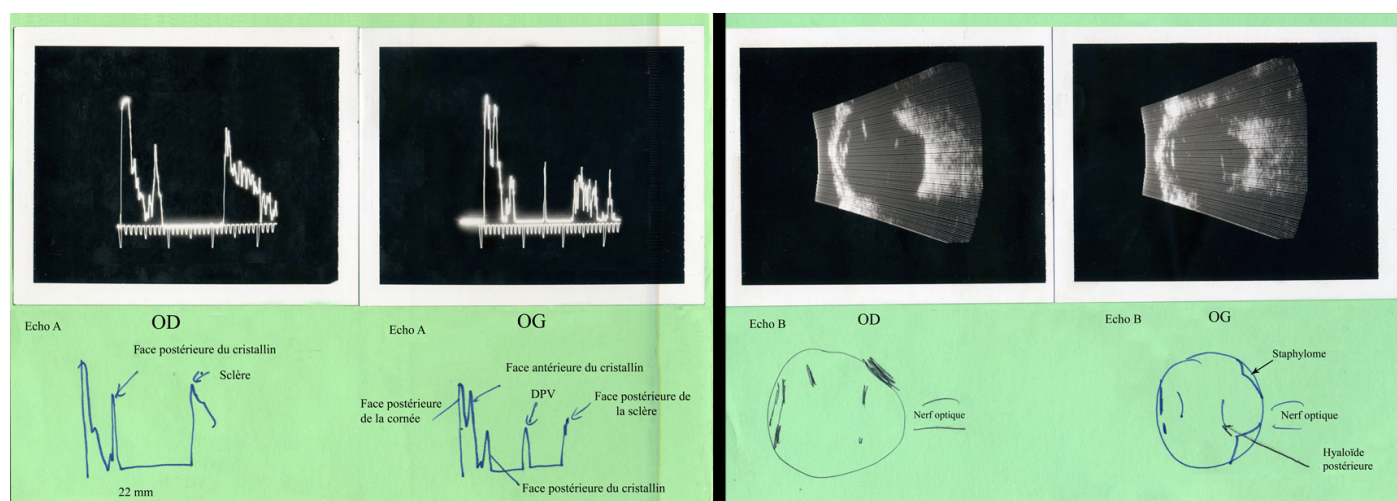 Echo A
OD
Face postérieure du cristallin
Sclère
22 mm
Echo A
OG
Face antérieure du cristallin
Face postérieure
de la cornée
DPV
Face postérieure de
la sclère
Face postérieure du cristallin
Echo B
OD
Nerf optique
Echo B
OG
Staphylome
Nerf optique
Hyaloïde
postérieure